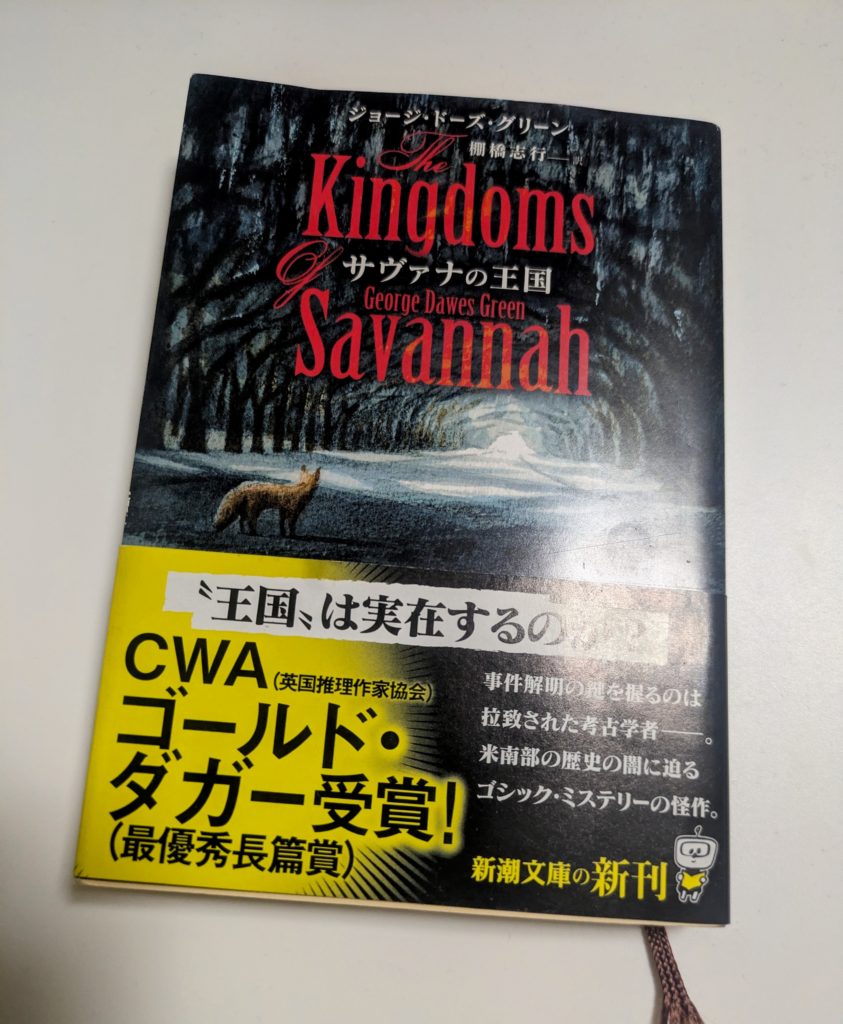 ジョージ・ドーズ・グリーン
棚橋志行―訳
The
Kingdoms
Of
サヴァナの王国
George Dawes Green
Savannah
〝王国〟は実在するの
CWA(英国推理作家協会)
ゴールド・
ダガー受賞!
(最優秀長篇賞)
事件解明の鍵を握るのは
拉致された考古学者――。
米南部の歴史の闇に迫る
ゴシック・ミステリーの怪作。
新潮文庫の新刊